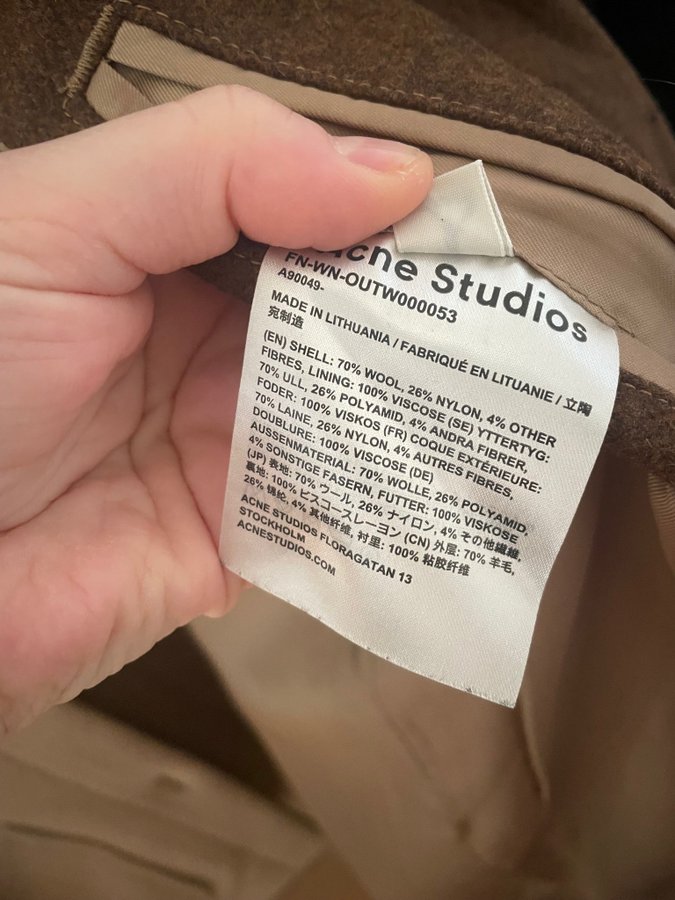 Acne Studios
FN-WN-OUTW000053
A90049-
MADE IN LITHUANIA / FABRIQUÉ EN LITUANIE / 立陶
宛制造
(EN) SHELL: 70% WOOL, 26% NYLON, 4% OTHER
FIBRES, LINING: 100% VISCOSE (SE) YTTERTYG:
70% ULL, 26% POLYAMID, 4% ANDRA FIBRER,
FODER: 100% VISKOS (FR) COQUE EXTÉRIEURE:
70% LAINE, 26% NYLON, 4% AUTRES FIBRES,
DOUBLURE: 100% VISCOSE (DE)
AUSSENMATERIAL: 70% WOLLE, 26% POLYAMID,
4% SONSTIGE FASERN, FUTTER: 100% VISKOSE
(JP) 表地: 70% ウール, 26% ナイロン, 4% その他繊維,
裏地: 100% ビスコースレーヨン (CN) 外层: 70% 羊毛,
26% 锦纶, 4% 其他纤维, 衬里: 100% 粘胶纤维
ACNE STUDIOS FLORAGATAN 13
STOCKHOLM
ACNESTUDIOS.COM